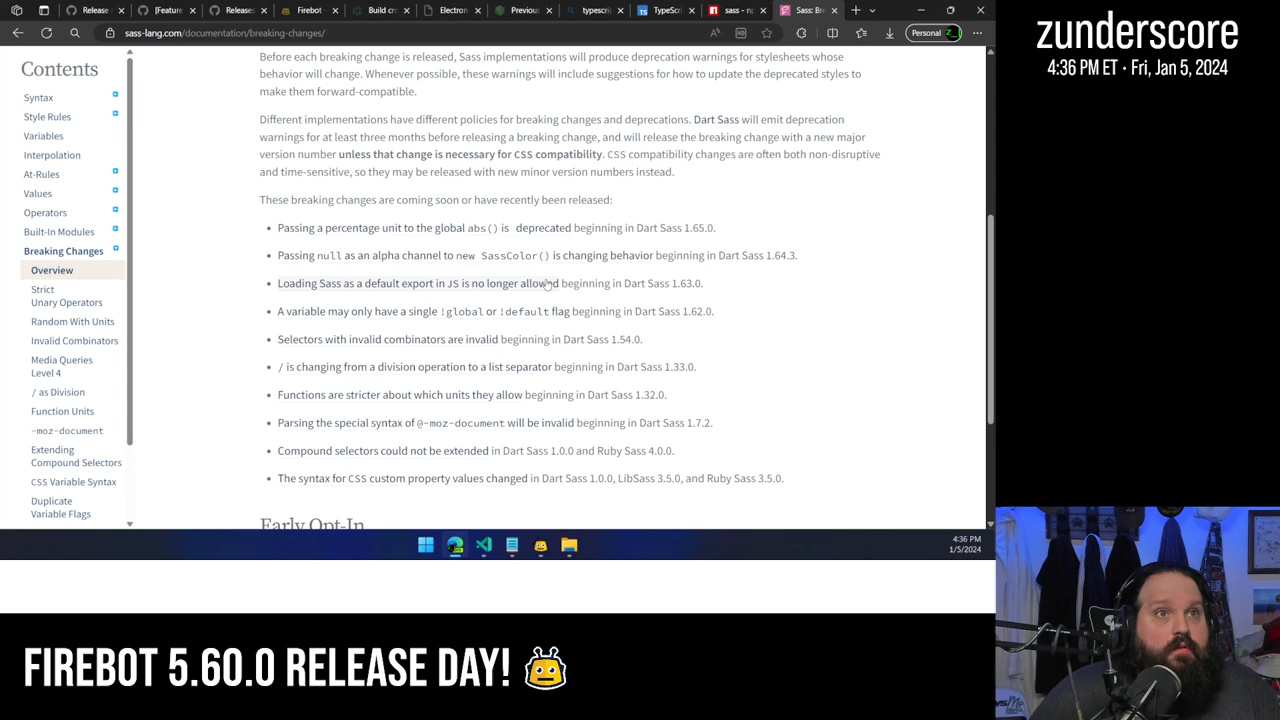 Release
[Feature
Release
Firebot -
Build cro
Electron
Previous
typescrip
TypeScri
sass - np
Sass: Bre
sass-lang.com/documentation/breaking-changes/
Personal
Contents
Syntax
Style Rules
Variables
Interpolation
At-Rules
Values
Operators
Built-In Modules
Breaking Changes
Overview
Strict
Unary Operators
Random With Units
Invalid Combinators
Media Queries
Level 4
/ as Division
Function Units
-moz-document
Extending
Compound Selectors
CSS Variable Syntax
Duplicate
Variable Flags
Before each breaking change is released, Sass implementations will produce deprecation warnings for stylesheets whose
behavior will change. Whenever possible, these warnings will include suggestions for how to update the deprecated styles to
make them forward-compatible.
Different implementations have different policies for breaking changes and deprecations. Dart Sass will emit deprecation
warnings for at least three months before releasing a breaking change, and will release the breaking change with a new major
version number unless that change is necessary for CSS compatibility. CSS compatibility changes are often both non-disruptive
and time-sensitive, so they may be released with new minor version numbers instead.
These breaking changes are coming soon or have recently been released:
• Passing a percentage unit to the global abs() is deprecated beginning in Dart Sass 1.65.0.
• Passing null as an alpha channel to new SassColor() is changing behavior beginning in Dart Sass 1.64.3.
• Loading Sass as a default export in JS is no longer allowed beginning in Dart Sass 1.63.0.
• A variable may only have a single !global or !default flag beginning in Dart Sass 1.62.0.
• Selectors with invalid combinators are invalid beginning in Dart Sass 1.54.0.
• / is changing from a division operation to a list separator beginning in Dart Sass 1.33.0.
• Functions are stricter about which units they allow beginning in Dart Sass 1.32.0.
• Parsing the special syntax of @-moz-document will be invalid beginning in Dart Sass 1.7.2.
• Compound selectors could not be extended in Dart Sass 1.0.0 and Ruby Sass 4.0.0.
• The syntax for CSS custom property values changed in Dart Sass 1.0.0, LibSass 3.5.0, and Ruby Sass 3.5.0.
Early Opt-In
4:36 PM
1/5/2024
zunderscore
4:36 PM ET • Fri, Jan 5, 2024
FIREBOT 5.60.0 RELEASE DAY!